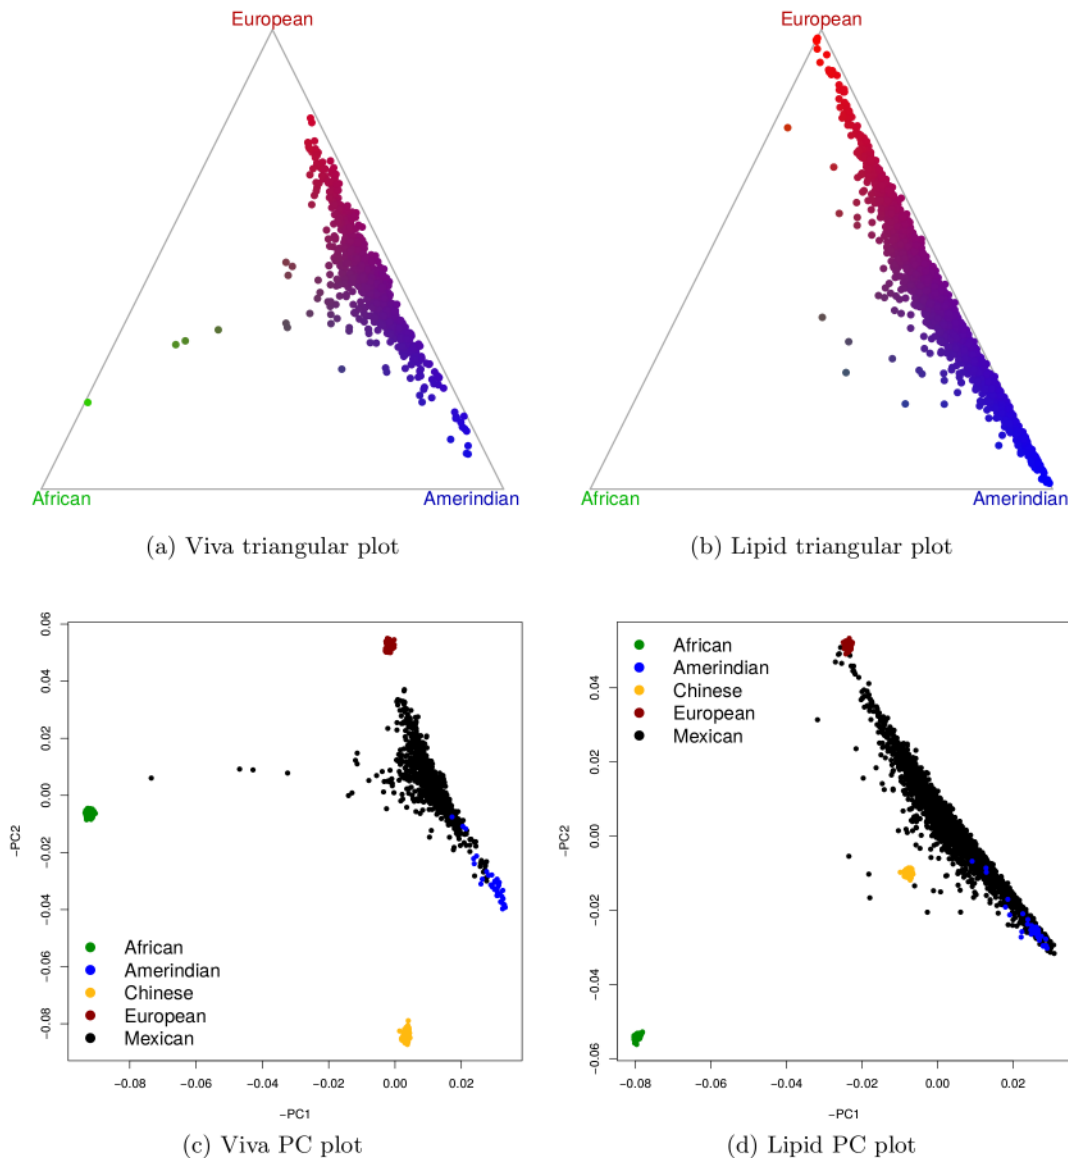 European
European
African
Amerindian
African
Amerindian
(a) Viva triangular plot
(b) Lipid triangular plot
−PC2
0.06
0.04
0.02
0.00
−0.02
−0.04
−0.06
−0.08
African
Amerindian
Chinese
European
Mexican
−0.08
−0.06
−0.04
−0.02
0.00
0.02
−PC1
(c) Viva PC plot
−PC2
0.04
0.02
0.00
−0.02
−0.04
−0.06
African
Amerindian
Chinese
European
Mexican
−0.08
−0.06
−0.04
−0.02
0.00
0.02
−PC1
(d) Lipid PC plot